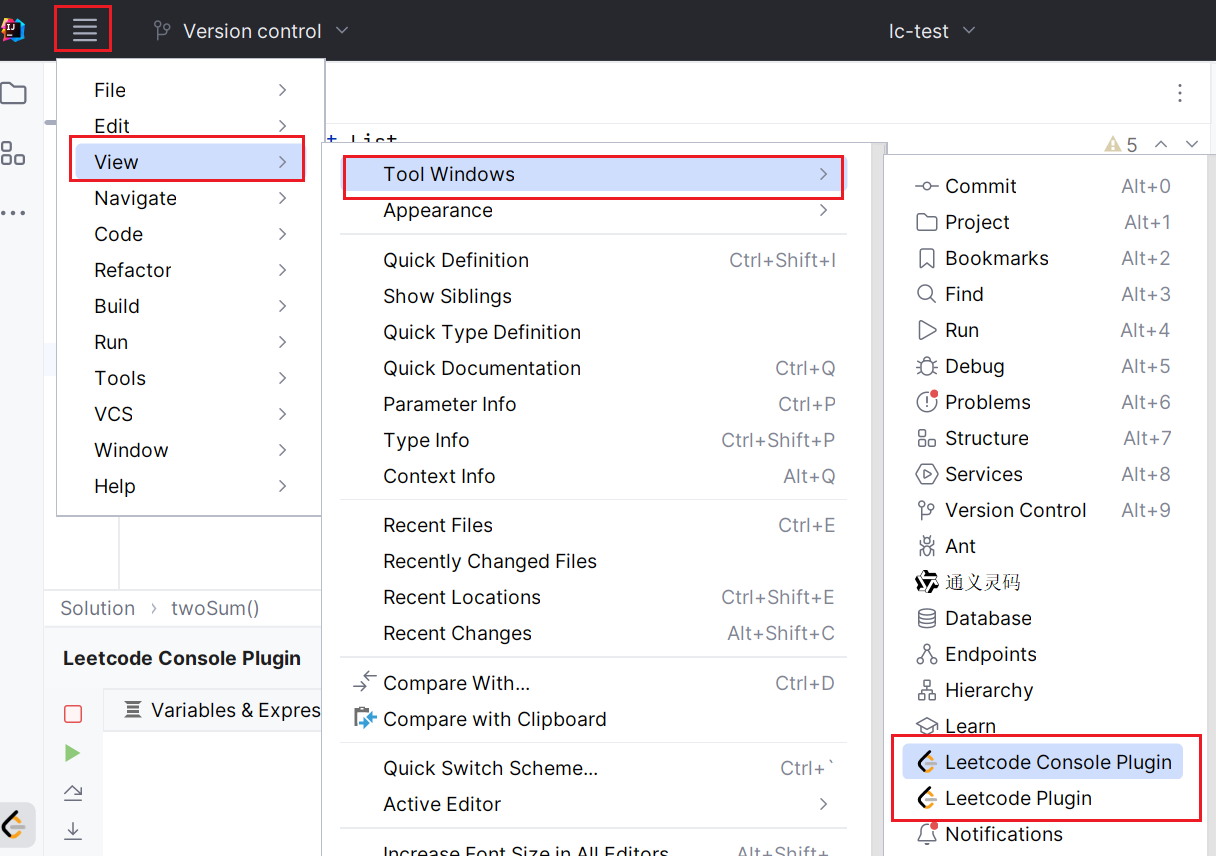 IJ
Version control
lc-test
File
Edit
View
Navigate
Code
Refactor
Build
Run
Tools
VCS
Window
Help
List
5
Tool Windows
Appearance
Quick Definition Ctrl+Shift+I
Show Siblings
Quick Type Definition
Quick Documentation Ctrl+Q
Parameter Info Ctrl+P
Type Info Ctrl+Shift+P
Context Info Alt+Q
Recent Files Ctrl+E
Recently Changed Files
Recent Locations Ctrl+Shift+E
Recent Changes Alt+Shift+C
Compare With... Ctrl+D
Compare with Clipboard
Quick Switch Scheme... Ctrl+`
Active Editor
Increase Font Size in All Editors Alt+Shift+
Commit Alt+0
Project Alt+1
Bookmarks Alt+2
Find Alt+3
Run Alt+4
Debug Alt+5
Problems Alt+6
Structure Alt+7
Services Alt+8
Version Control Alt+9
Ant
通义灵码
Database
Endpoints
Hierarchy
Learn
Leetcode Console Plugin
Leetcode Plugin
Notifications
Solution › twoSum()
Leetcode Console Plugin
Variables & Expres